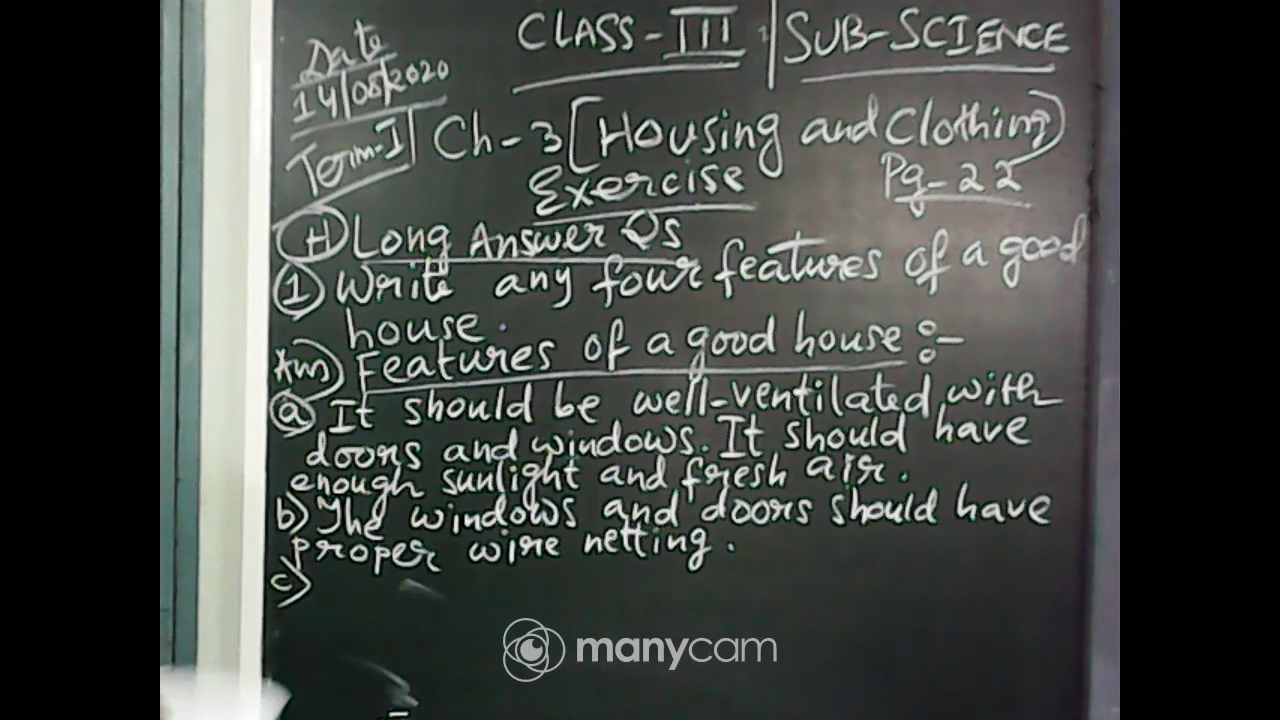 Date
14/05/2020
CLASS-III | SUB-SCIENCE
Term-I Ch-3 [Housing and Clothing]
Exercise Pg-22
(H) Long Answer Qs
(1) Write any four features of a good
house.
Ans) Features of a good house :-
(a) It should be well-ventilated with
doors and windows. It should have
enough sunlight and fresh air.
b) The windows and doors should have
proper wire netting.
c)
manycam